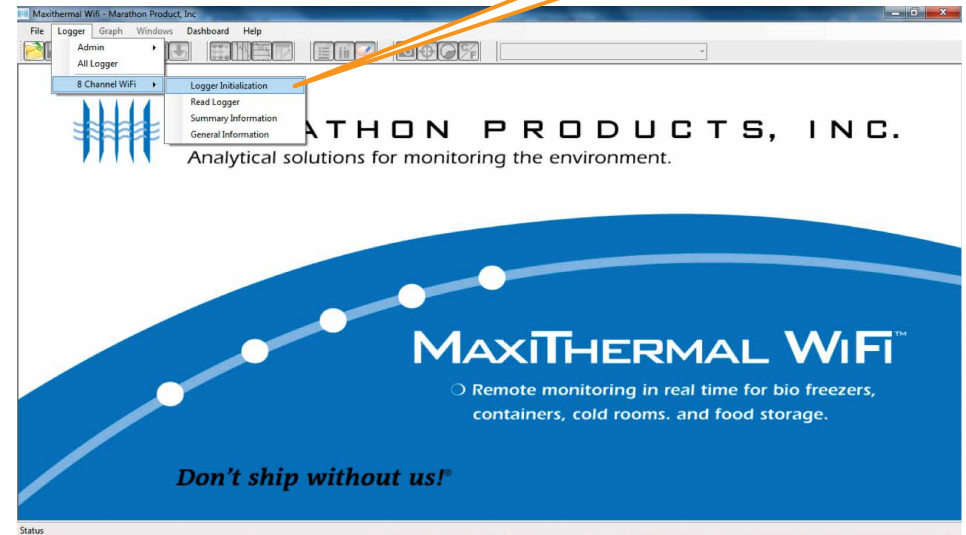 Maxithermal Wifi - Marathon Product, Inc
File Logger Graph Windows Dashboard Help
Admin
All Logger
8 Channel WiFi
Logger Initialization
Read Logger
Summary Information
General Information
ATHON PRODUCTS, INC.
Analytical solutions for monitoring the environment.
MAXITHERMAL WIFI™
Remote monitoring in real time for bio freezers,
containers, cold rooms. and food storage.
Don't ship without us!®
Status